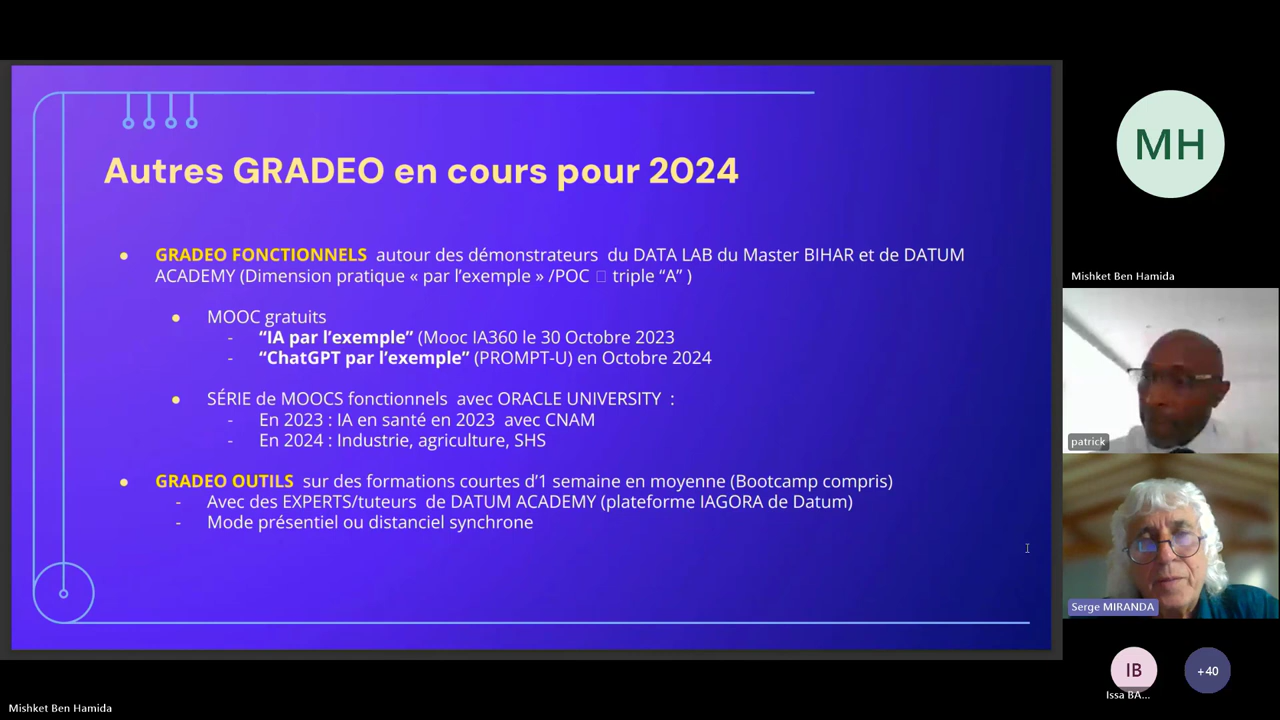 Autres GRADEO en cours pour 2024
● GRADEO FONCTIONNELS autour des démonstrateurs du DATA LAB du Master BIHAR et de DATUM
ACADEMY (Dimension pratique « par l’exemple » /POC  triple “A” )
● MOOC gratuits
- “IA par l’exemple” (Mooc IA360 le 30 Octobre 2023
- “ChatGPT par l’exemple” (PROMPT-U) en Octobre 2024
● SÉRIE de MOOCS fonctionnels avec ORACLE UNIVERSITY :
- En 2023 : IA en santé en 2023 avec CNAM
- En 2024 : Industrie, agriculture, SHS
● GRADEO OUTILS sur des formations courtes d’1 semaine en moyenne (Bootcamp compris)
- Avec des EXPERTS/tuteurs de DATUM ACADEMY (plateforme IAGORA de Datum)
- Mode présentiel ou distanciel synchrone
MH
Mishket Ben Hamida
patrick
Serge MIRANDA
IB
+40
Issa BA...
Mishket Ben Hamida